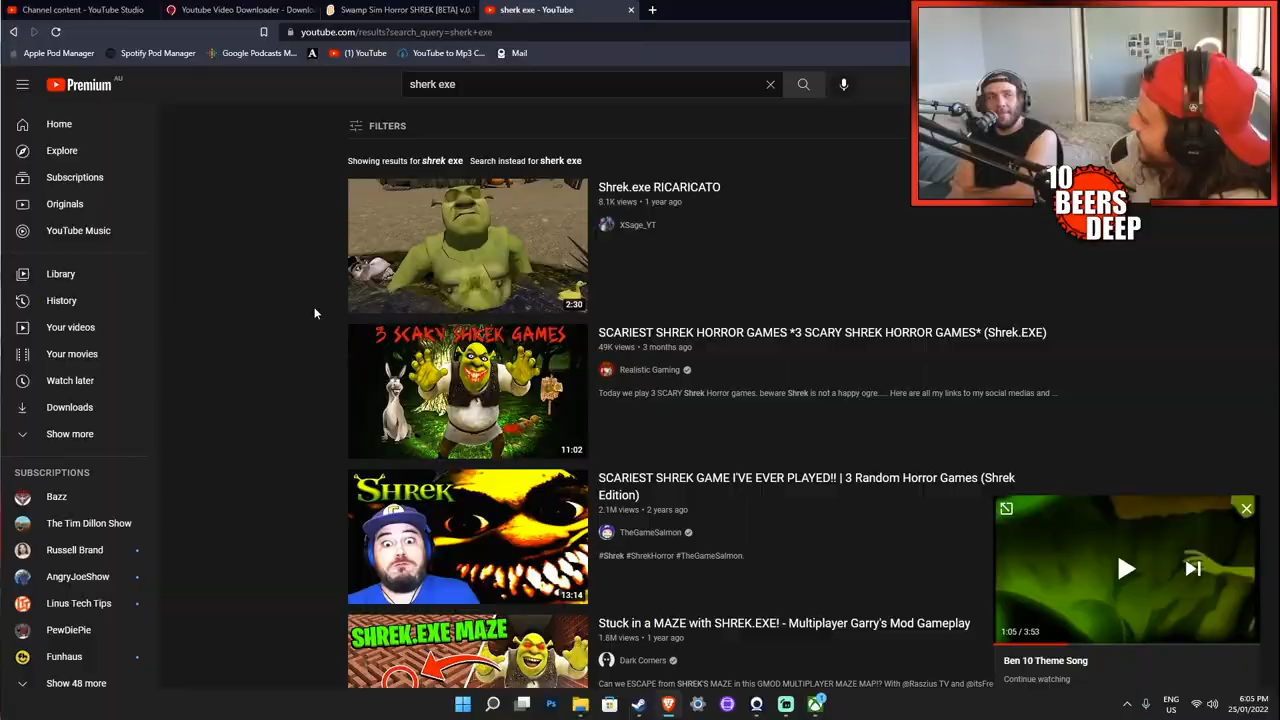 Channel content - YouTube Studio
Youtube Video Downloader - Downlo
Swamp Sim Horror SHREK [BETA] v.0.
sherk exe - YouTube
youtube.com/results?search_query=sherk+exe
Apple Pod Manager
Spotify Pod Manager
Google Podcasts M...
(1) YouTube
YouTube to Mp3 C...
Mail
Premium AU
sherk exe
Home
Explore
Subscriptions
Originals
YouTube Music
Library
History
Your videos
Your movies
Watch later
Downloads
Show more
SUBSCRIPTIONS
Bazz
The Tim Dillon Show
Russell Brand
AngryJoeShow
Linus Tech Tips
PewDiePie
Funhaus
Show 48 more
FILTERS
Showing results for shrek exe Search instead for sherk exe
2:30
Shrek.exe RICARICATO
8.1K views • 1 year ago
XSage_YT
3 SCARY SHREK GAMES
11:02
SCARIEST SHREK HORROR GAMES *3 SCARY SHREK HORROR GAMES* (Shrek.EXE)
49K views • 3 months ago
Realistic Gaming
Today we play 3 SCARY Shrek Horror games. beware Shrek is not a happy ogre..... Here are all my links to my social medias and ...
SHREK
13:14
SCARIEST SHREK GAME I'VE EVER PLAYED!! | 3 Random Horror Games (Shrek
Edition)
2.1M views • 2 years ago
TheGameSalmon
#Shrek #ShrekHorror #TheGameSalmon.
SHREK.EXE MAZE
Stuck in a MAZE with SHREK.EXE! - Multiplayer Garry's Mod Gameplay
1.8M views • 1 year ago
Dark Corners
Can we ESCAPE from SHREK'S MAZE in this GMOD MULTIPLAYER MAZE MAP!? With @Raszius TV and @itsFre
10
BEERS
DEEP
1:05 / 3:53
Ben 10 Theme Song
Continue watching
ENG
US
6:05 PM
25/01/2022